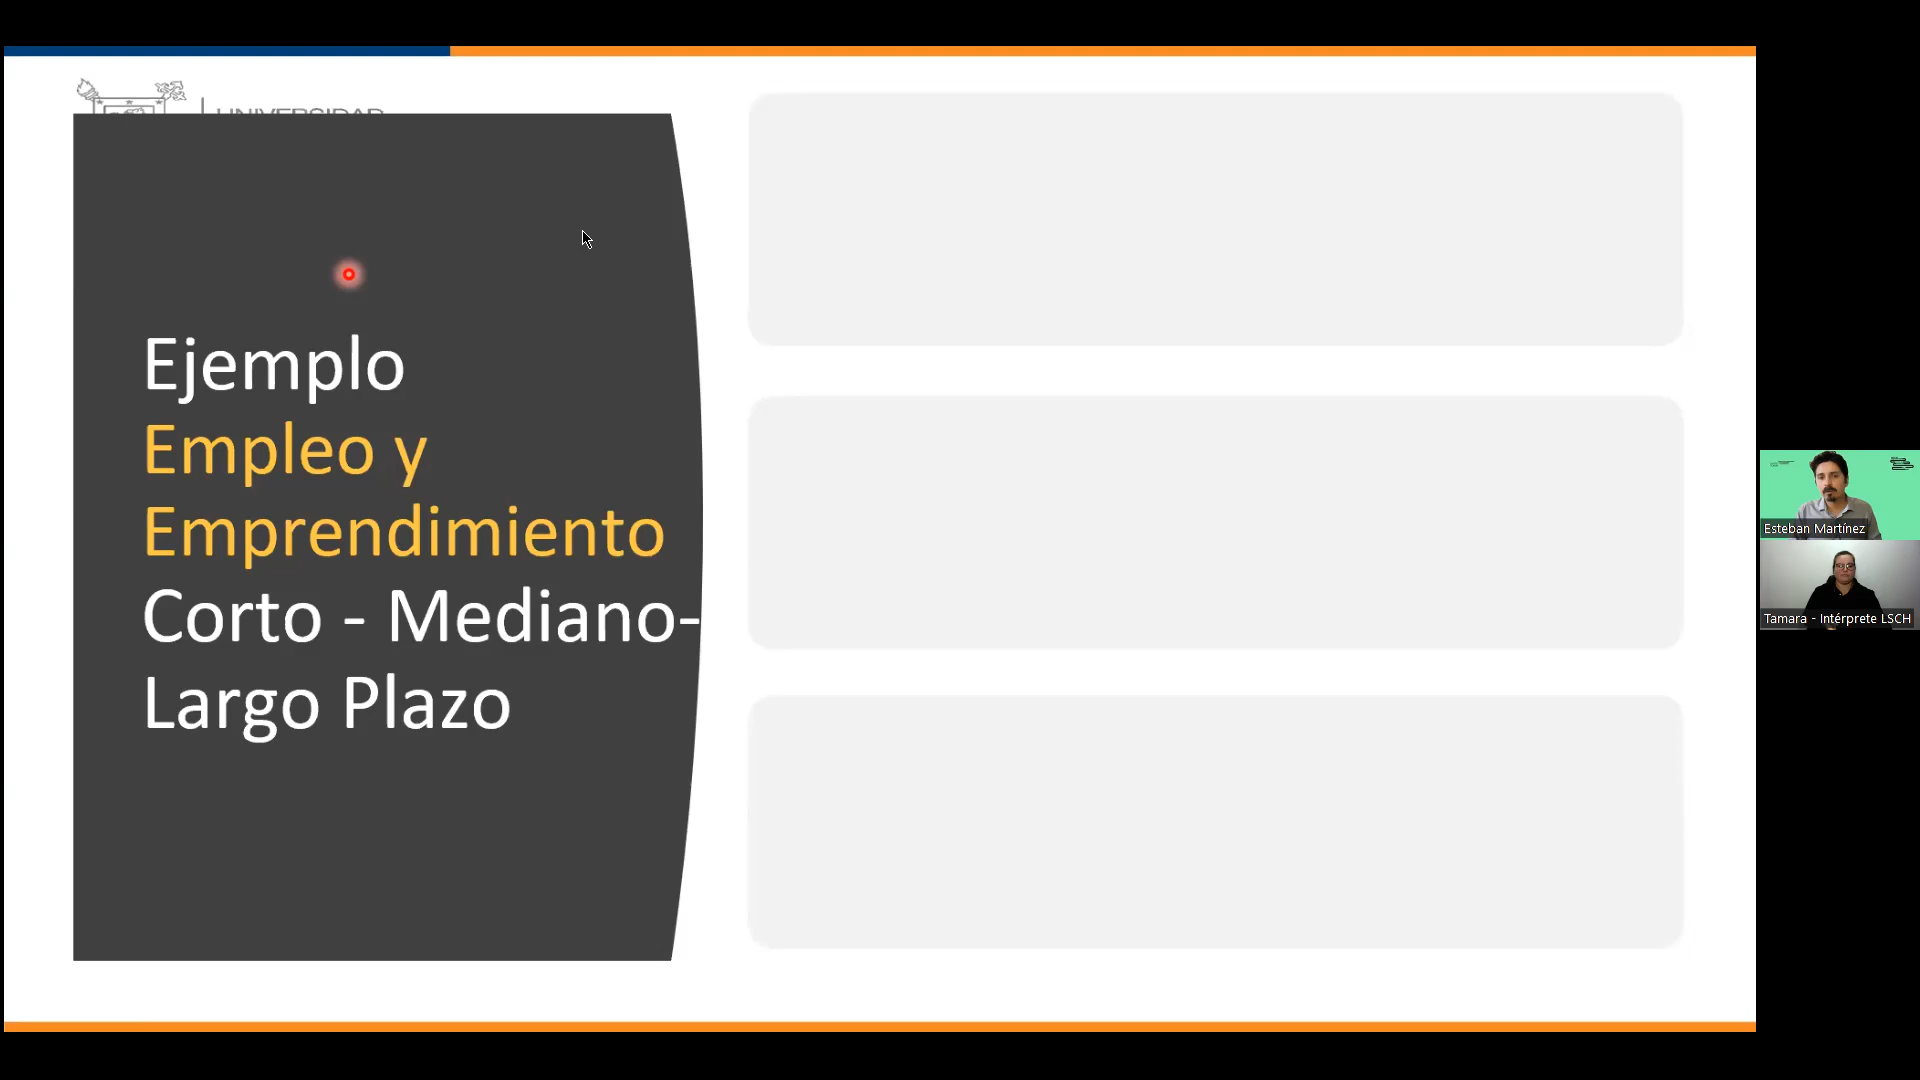 UNIVERSIDAD
Ejemplo
Empleo y
Emprendimiento
Corto - Mediano-
Largo Plazo
Esteban Martínez
Tamara - Intérprete LSCH